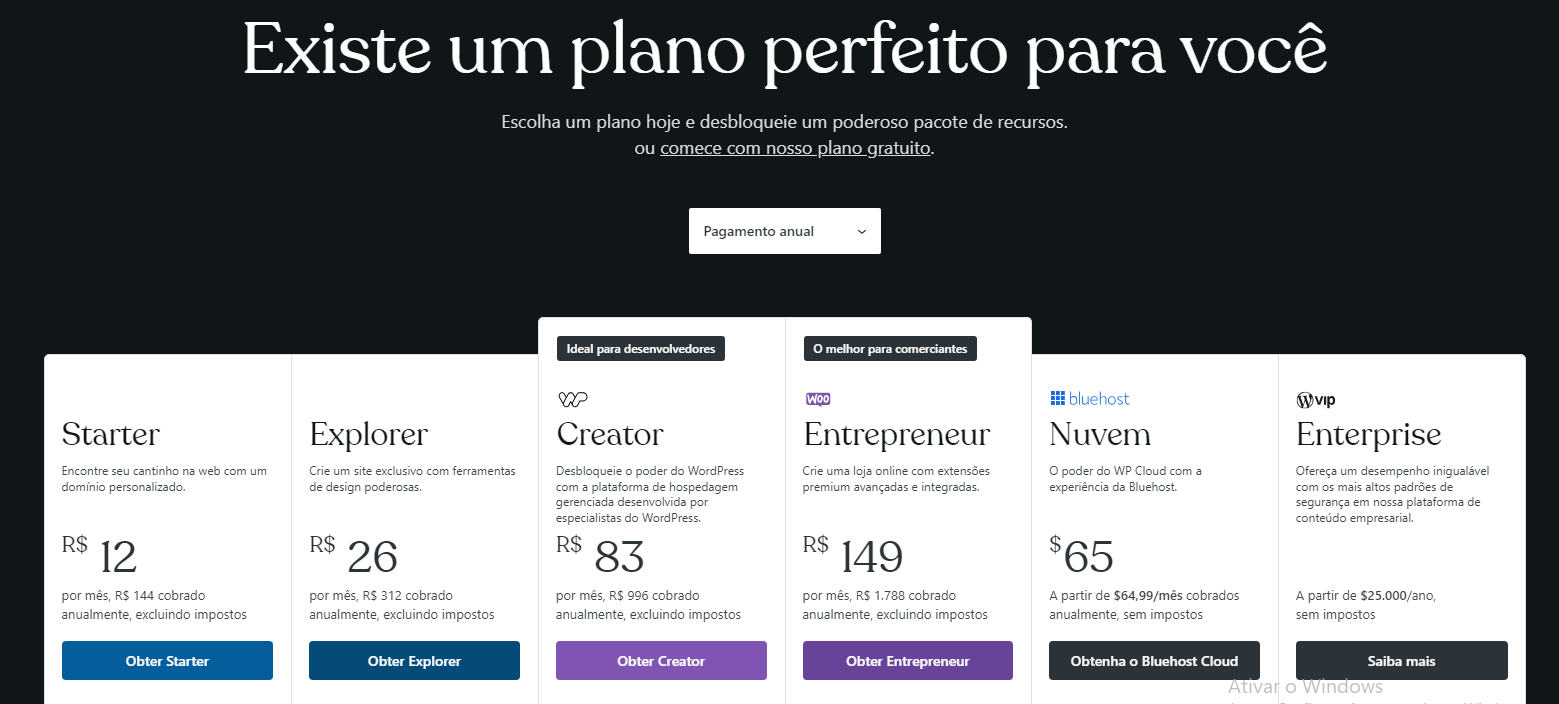 Existe um plano perfeito para você
Escolha um plano hoje e desbloqueie um poderoso pacote de recursos.
ou comece com nosso plano gratuito.
Pagamento anual
Starter
Encontre seu cantinho na web com um
domínio personalizado.
R$ 12
por mês, R$ 144 cobrado
anualmente, excluindo impostos
Obter Starter
Explorer
Crie um site exclusivo com ferramentas
de design poderosas.
R$ 26
por mês, R$ 312 cobrado
anualmente, excluindo impostos
Obter Explorer
Ideal para desenvolvedores
Creator
Desbloqueie o poder do WordPress
com a plataforma de hospedagem
gerenciada desenvolvida por
especialistas do WordPress.
R$ 83
por mês, R$ 996 cobrado
anualmente, excluindo impostos
Obter Creator
O melhor para comerciantes
WOO
Entrepreneur
Crie uma loja online com extensões
premium avançadas e integradas.
R$ 149
por mês, R$ 1.788 cobrado
anualmente, excluindo impostos
Obter Entrepreneur
bluehost
Nuvem
O poder do WP Cloud com a
experiência da Bluehost.
$65
A partir de $64,99/mês cobrados
anualmente, sem impostos
Obtenha o Bluehost Cloud
vip
Enterprise
Ofereça um desempenho inigualável
com os mais altos padrões de
segurança em nossa plataforma de
conteúdo empresarial.
A partir de $25.000/ano,
sem impostos
Saiba mais
Ativar o Windows